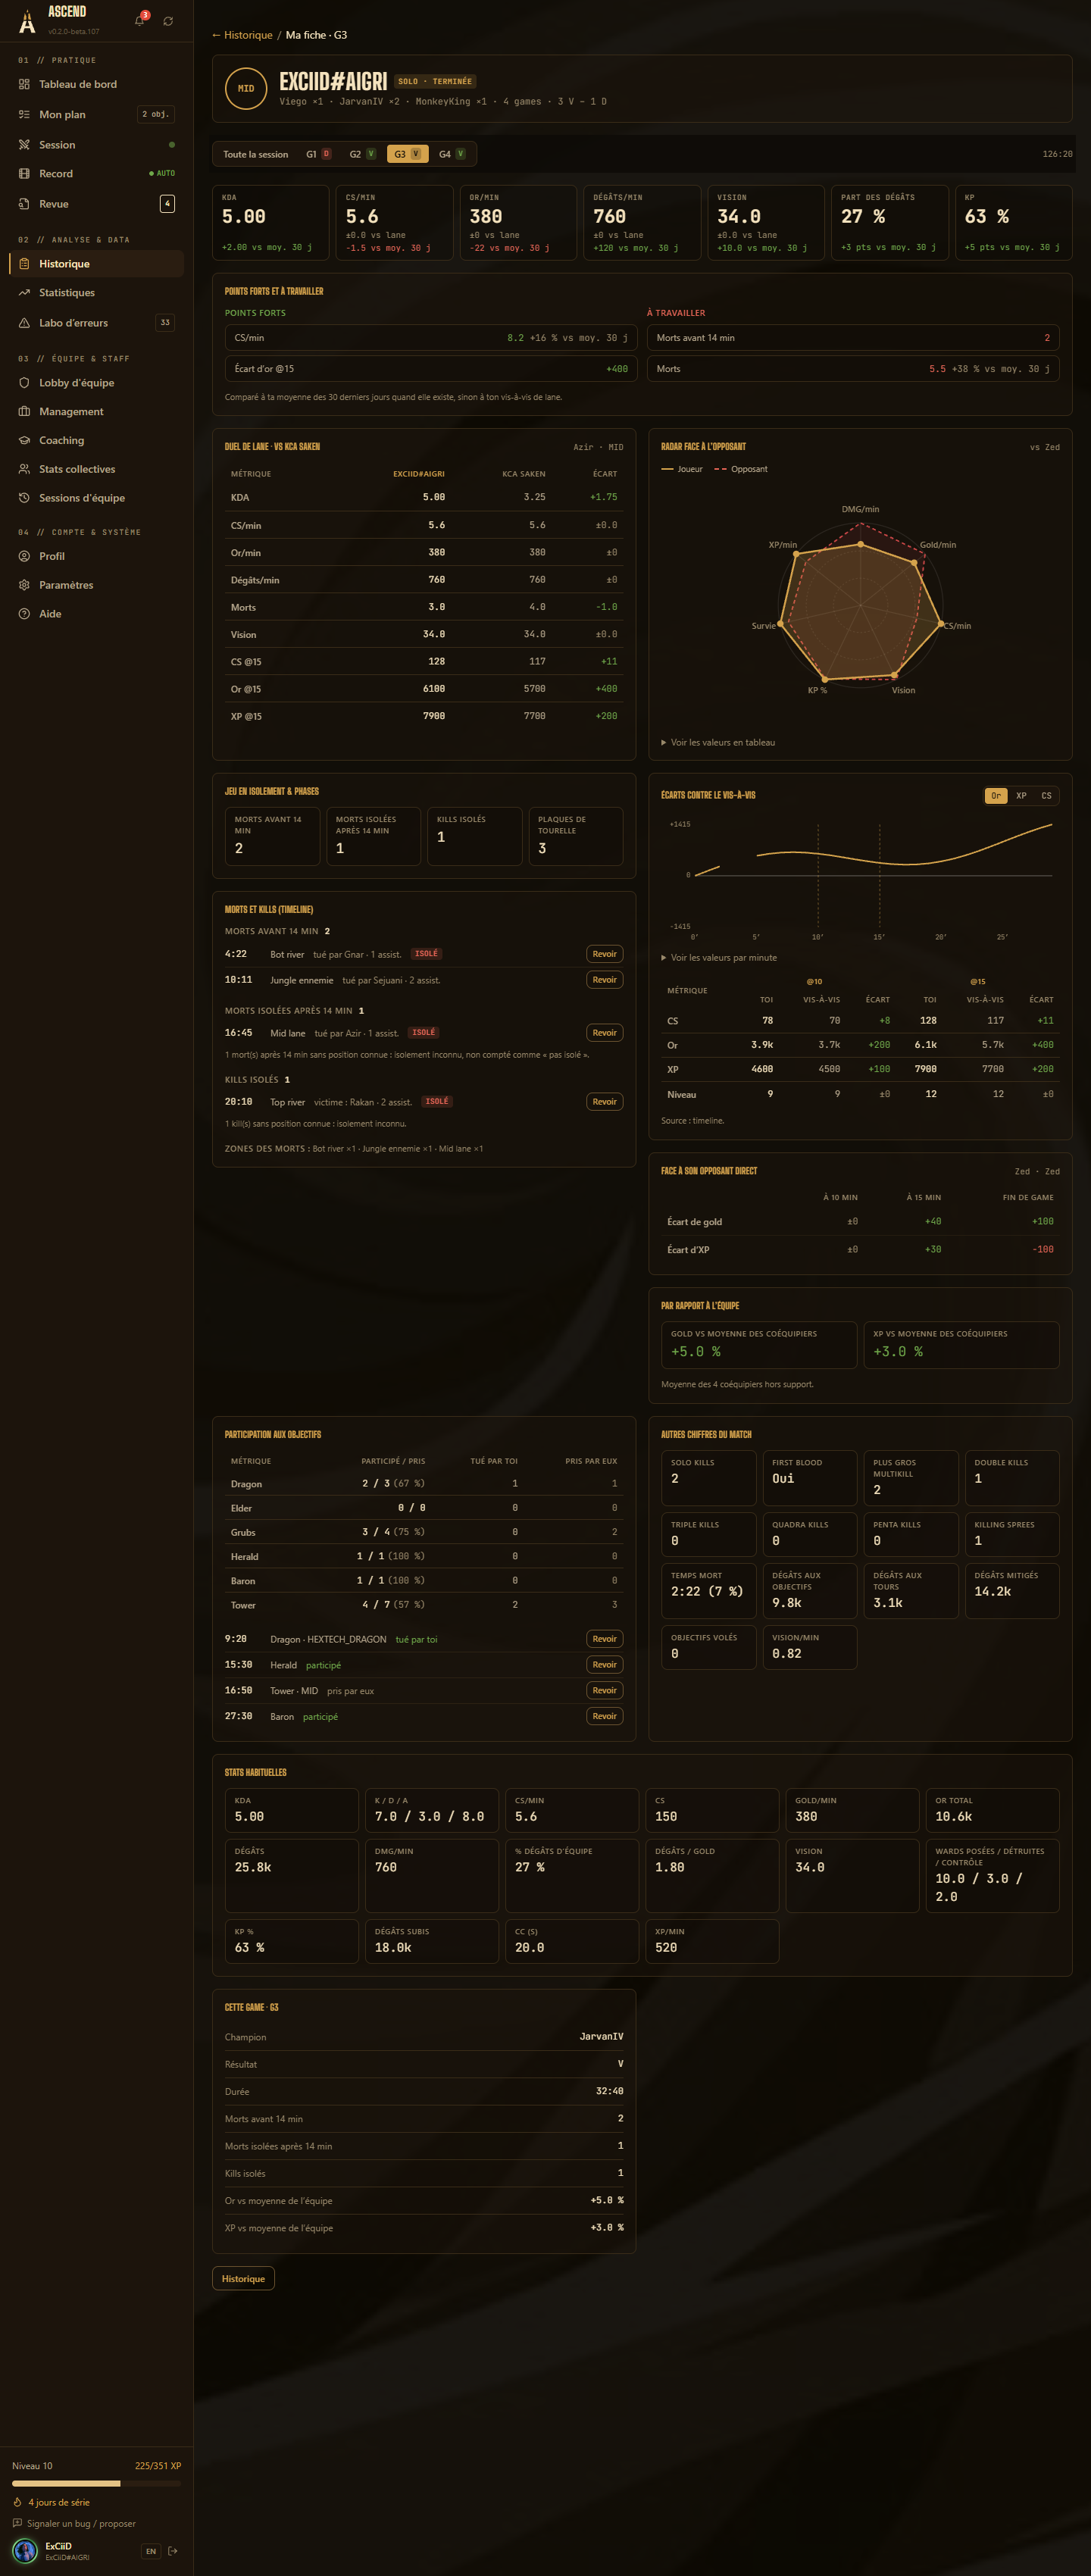 ASCEND
v0.2.0-beta.107
3
01 // PRATIQUE
Tableau de bord
Mon plan 2 obj.
Session
Record AUTO
Revue 4
02 // ANALYSE & DATA
Historique
Statistiques
Labo d'erreurs 33
03 // ÉQUIPE & STAFF
Lobby d'équipe
Management
Coaching
Stats collectives
Sessions d'équipe
04 // COMPTE & SYSTÈME
Profil
Paramètres
Aide
Niveau 10 225/351 XP
4 jours de série
Signaler un bug / proposer
ExCiiD
ExCiiD#AIGRI
EN
← Historique / Ma fiche · G3
MID
EXCIID#AIGRI SOLO · TERMINÉE
Viego ×1 · JarvanIV ×2 · MonkeyKing ×1 · 4 games · 3 V – 1 D
Toute la session G1 D G2 V G3 V G4 V 126:20
KDA
5.00
+2.00 vs moy. 30 j
CS/MIN
5.6
±0.0 vs lane
-1.5 vs moy. 30 j
OR/MIN
380
±0 vs lane
-22 vs moy. 30 j
DÉGÂTS/MIN
760
±0 vs lane
+120 vs moy. 30 j
VISION
34.0
±0.0 vs lane
+10.0 vs moy. 30 j
PART DES DÉGÂTS
27 %
+3 pts vs moy. 30 j
KP
63 %
+5 pts vs moy. 30 j
POINTS FORTS ET À TRAVAILLER
POINTS FORTS
CS/min 8.2 +16 % vs moy. 30 j
Écart d'or @15 +400
À TRAVAILLER
Morts avant 14 min 2
Morts 5.5 +38 % vs moy. 30 j
Comparé à ta moyenne des 30 derniers jours quand elle existe, sinon à ton vis-à-vis de lane.
DUEL DE LANE · VS KCA SAKEN Azir · MID
MÉTRIQUE EXCIID#AIGRI KCA SAKEN ÉCART
KDA 5.00 3.25 +1.75
CS/min 5.6 5.6 ±0.0
Or/min 380 380 ±0
Dégâts/min 760 760 ±0
Morts 3.0 4.0 -1.0
Vision 34.0 34.0 ±0.0
CS @15 128 117 +11
Or @15 6100 5700 +400
XP @15 7900 7700 +200
RADAR FACE À L'OPPOSANT vs Zed
Joueur Opposant
DMG/min
XP/min Gold/min
Survie CS/min
KP % Vision
▶ Voir les valeurs en tableau
JEU EN ISOLEMENT & PHASES
MORTS AVANT 14 MIN
2
MORTS ISOLÉES APRÈS 14 MIN
1
KILLS ISOLÉS
1
PLAQUES DE TOURELLE
3
MORTS ET KILLS (TIMELINE)
MORTS AVANT 14 MIN 2
4:22 Bot river tué par Gnar · 1 assist. ISOLÉ Revoir
10:11 Jungle ennemie tué par Sejuani · 2 assist. Revoir
MORTS ISOLÉES APRÈS 14 MIN 1
16:45 Mid lane tué par Azir · 1 assist. ISOLÉ Revoir
1 mort(s) après 14 min sans position connue : isolement inconnu, non compté comme « pas isolé ».
KILLS ISOLÉS 1
20:10 Top river victime : Rakan · 2 assist. ISOLÉ Revoir
1 kill(s) sans position connue : isolement inconnu.
ZONES DES MORTS : Bot river ×1 · Jungle ennemie ×1 · Mid lane ×1
ÉCARTS CONTRE LE VIS-À-VIS Or XP CS
+1415
0
-1415
0' 5' 10' 15' 20' 25'
▶ Voir les valeurs par minute
MÉTRIQUE @10 @15
TOI VIS-À-VIS ÉCART TOI VIS-À-VIS ÉCART
CS 78 70 +8 128 117 +11
Or 3.9k 3.7k +200 6.1k 5.7k +400
XP 4600 4500 +100 7900 7700 +200
Niveau 9 9 ±0 12 12 ±0
Source : timeline.
FACE À SON OPPOSANT DIRECT Zed · Zed
À 10 MIN À 15 MIN FIN DE GAME
Écart de gold ±0 +40 +100
Écart d'XP ±0 +30 -100
PAR RAPPORT À L'ÉQUIPE
GOLD VS MOYENNE DES COÉQUIPIERS
+5.0 %
XP VS MOYENNE DES COÉQUIPIERS
+3.0 %
Moyenne des 4 coéquipiers hors support.
PARTICIPATION AUX OBJECTIFS
MÉTRIQUE PARTICIPÉ / PRIS TUÉ PAR TOI PRIS PAR EUX
Dragon 2 / 3 (67 %) 1 1
Elder 0 / 0 0 0
Grubs 3 / 4 (75 %) 0 2
Herald 1 / 1 (100 %) 0 0
Baron 1 / 1 (100 %) 0 0
Tower 4 / 7 (57 %) 2 3
9:20 Dragon · HEXTECH_DRAGON tué par toi Revoir
15:30 Herald participé Revoir
16:50 Tower · MID pris par eux Revoir
27:30 Baron participé Revoir
AUTRES CHIFFRES DU MATCH
SOLO KILLS
2
FIRST BLOOD
Oui
PLUS GROS MULTIKILL
2
DOUBLE KILLS
1
TRIPLE KILLS
0
QUADRA KILLS
0
PENTA KILLS
0
KILLING SPREES
1
TEMPS MORT
2:22 (7 %)
DÉGÂTS AUX OBJECTIFS
9.8k
DÉGÂTS AUX TOURS
3.1k
DÉGÂTS MITIGÉS
14.2k
OBJECTIFS VOLÉS
0
VISION/MIN
0.82
STATS HABITUELLES
KDA
5.00
K / D / A
7.0 / 3.0 / 8.0
CS/MIN
5.6
CS
150
GOLD/MIN
380
OR TOTAL
10.6k
DÉGÂTS
25.8k
DMG/MIN
760
% DÉGÂTS D'ÉQUIPE
27 %
DÉGÂTS / GOLD
1.80
VISION
34.0
WARDS POSÉES / DÉTRUITES / CONTRÔLE
10.0 / 3.0 / 2.0
KP %
63 %
DÉGÂTS SUBIS
18.0k
CC (S)
20.0
XP/MIN
520
CETTE GAME · G3
Champion JarvanIV
Résultat V
Durée 32:40
Morts avant 14 min 2
Morts isolées après 14 min 1
Kills isolés 1
Or vs moyenne de l'équipe +5.0 %
XP vs moyenne de l'équipe +3.0 %
Historique